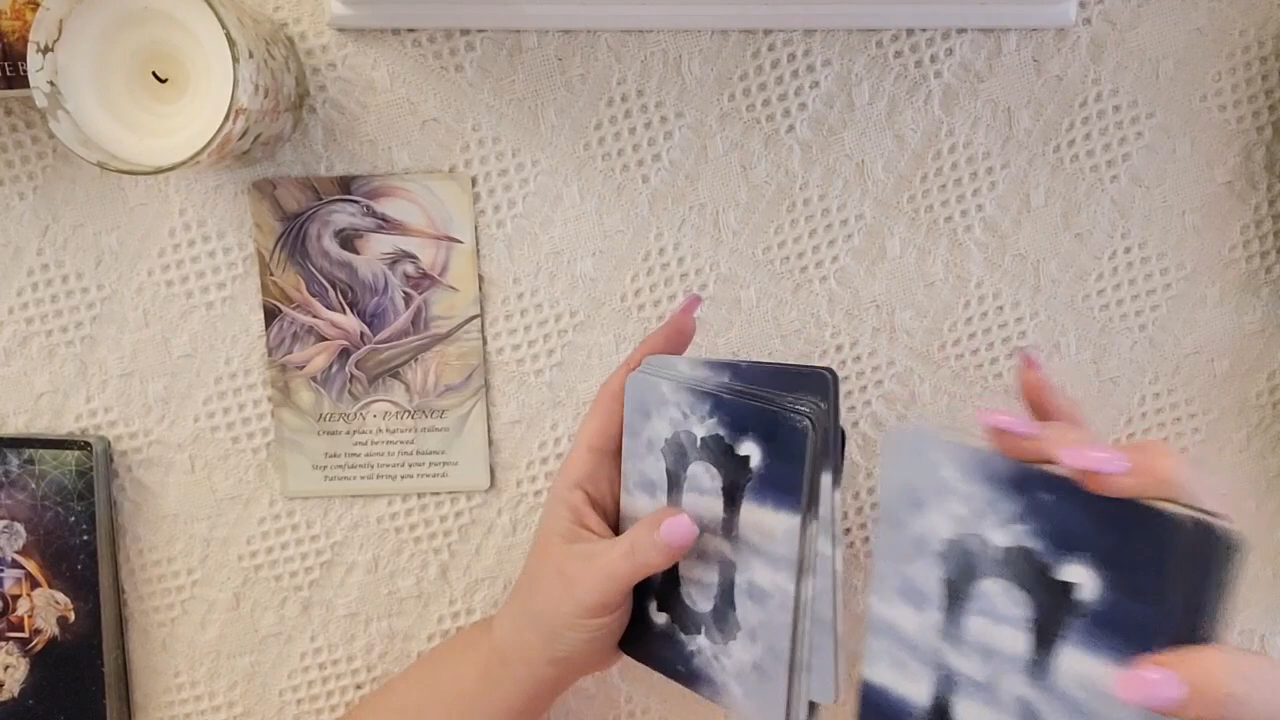 TE B
HERON • PATIENCE
Create a place in nature's stillness
and be renewed.
Take time alone to find balance.
Step confidently toward your purpose.
Patience will bring you rewards.